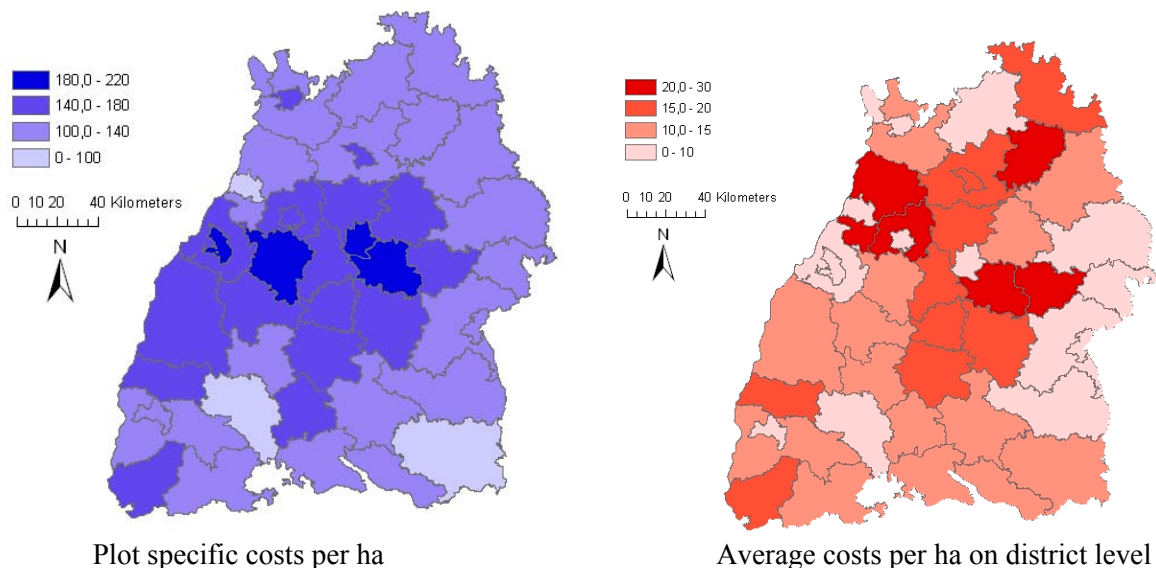 180,0 - 220
140,0 - 180
100,0 - 140
0 - 100
0 10 20 40 Kilometers
N
Plot specific costs per ha
20,0 - 30
15,0 - 20
10,0 - 15
0 - 10
0 10 20 40 Kilometers
N
Average costs per ha on district level